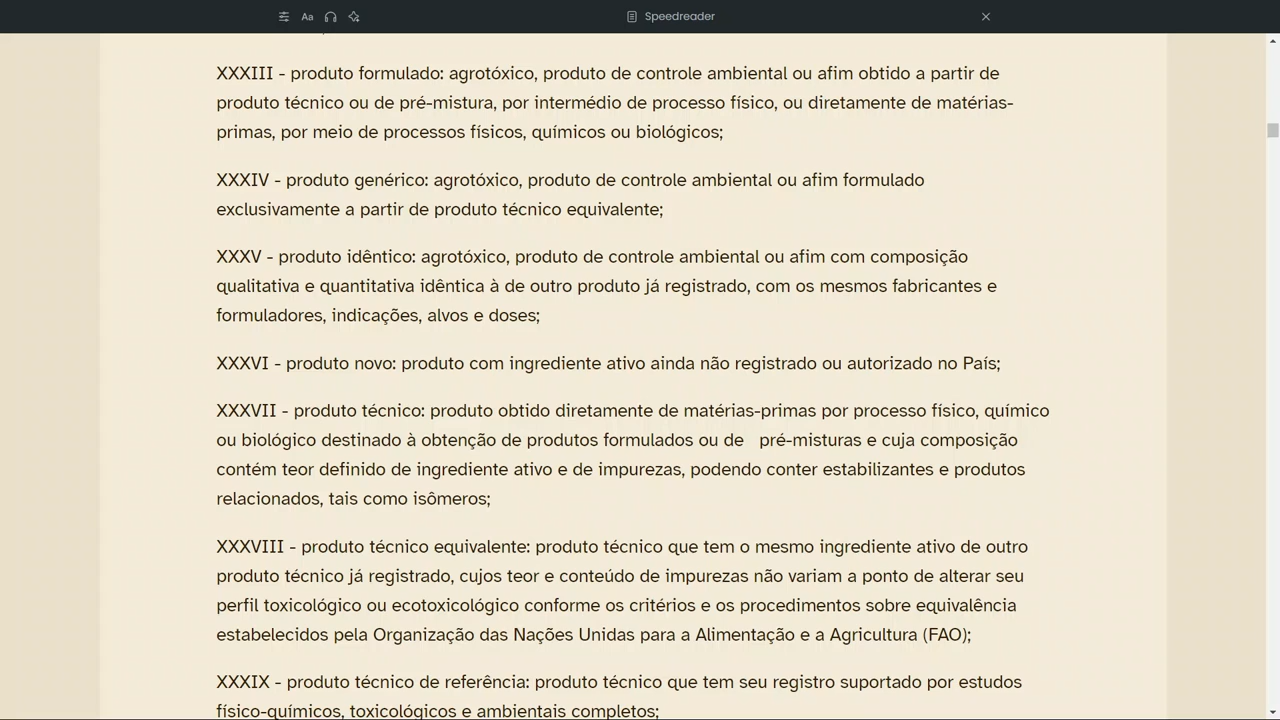 Aa
Speedreader
XXXIII - produto formulado: agrotóxico, produto de controle ambiental ou afim obtido a partir de
produto técnico ou de pré-mistura, por intermédio de processo físico, ou diretamente de matérias-
primas, por meio de processos físicos, químicos ou biológicos;
XXXIV - produto genérico: agrotóxico, produto de controle ambiental ou afim formulado
exclusivamente a partir de produto técnico equivalente;
XXXV - produto idêntico: agrotóxico, produto de controle ambiental ou afim com composição
qualitativa e quantitativa idêntica à de outro produto já registrado, com os mesmos fabricantes e
formuladores, indicações, alvos e doses;
XXXVI - produto novo: produto com ingrediente ativo ainda não registrado ou autorizado no País;
XXXVII - produto técnico: produto obtido diretamente de matérias-primas por processo físico, químico
ou biológico destinado à obtenção de produtos formulados ou de   pré-misturas e cuja composição
contém teor definido de ingrediente ativo e de impurezas, podendo conter estabilizantes e produtos
relacionados, tais como isômeros;
XXXVIII - produto técnico equivalente: produto técnico que tem o mesmo ingrediente ativo de outro
produto técnico já registrado, cujos teor e conteúdo de impurezas não variam a ponto de alterar seu
perfil toxicológico ou ecotoxicológico conforme os critérios e os procedimentos sobre equivalência
estabelecidos pela Organização das Nações Unidas para a Alimentação e a Agricultura (FAO);
XXXIX - produto técnico de referência: produto técnico que tem seu registro suportado por estudos
físico-químicos, toxicológicos e ambientais completos;